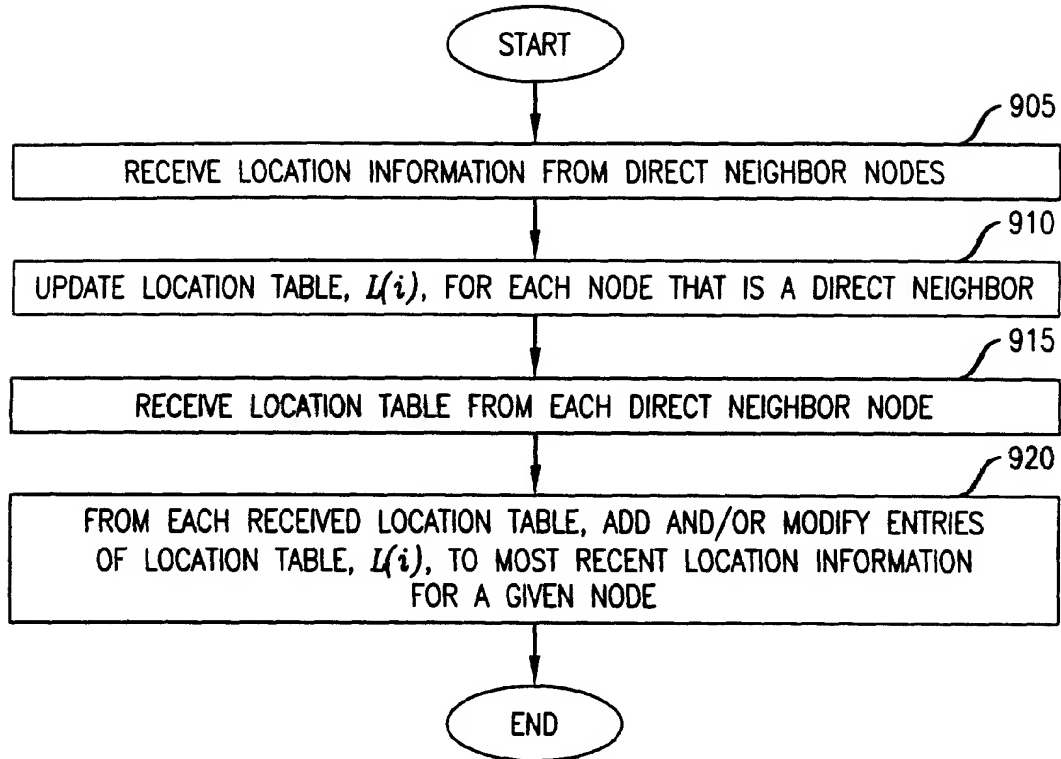 START
905
RECEIVE LOCATION INFORMATION FROM DIRECT NEIGHBOR NODES
910
UPDATE LOCATION TABLE, L(i), FOR EACH NODE THAT IS A DIRECT NEIGHBOR
915
RECEIVE LOCATION TABLE FROM EACH DIRECT NEIGHBOR NODE
920
FROM EACH RECEIVED LOCATION TABLE, ADD AND/OR MODIFY ENTRIES
OF LOCATION TABLE, L(i), TO MOST RECENT LOCATION INFORMATION
FOR A GIVEN NODE
END